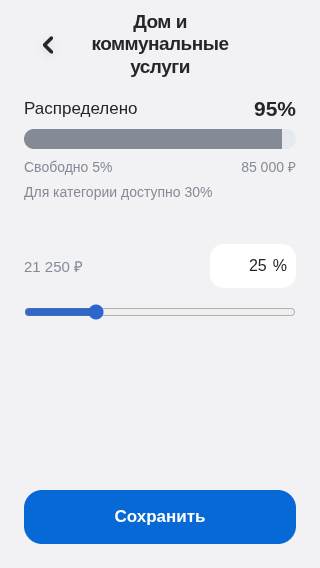 Дом и
коммунальные
услуги
Распределено 95%
Свободно 5% 85 000 ₽
Для категории доступно 30%
21 250 ₽ 25 %
Сохранить